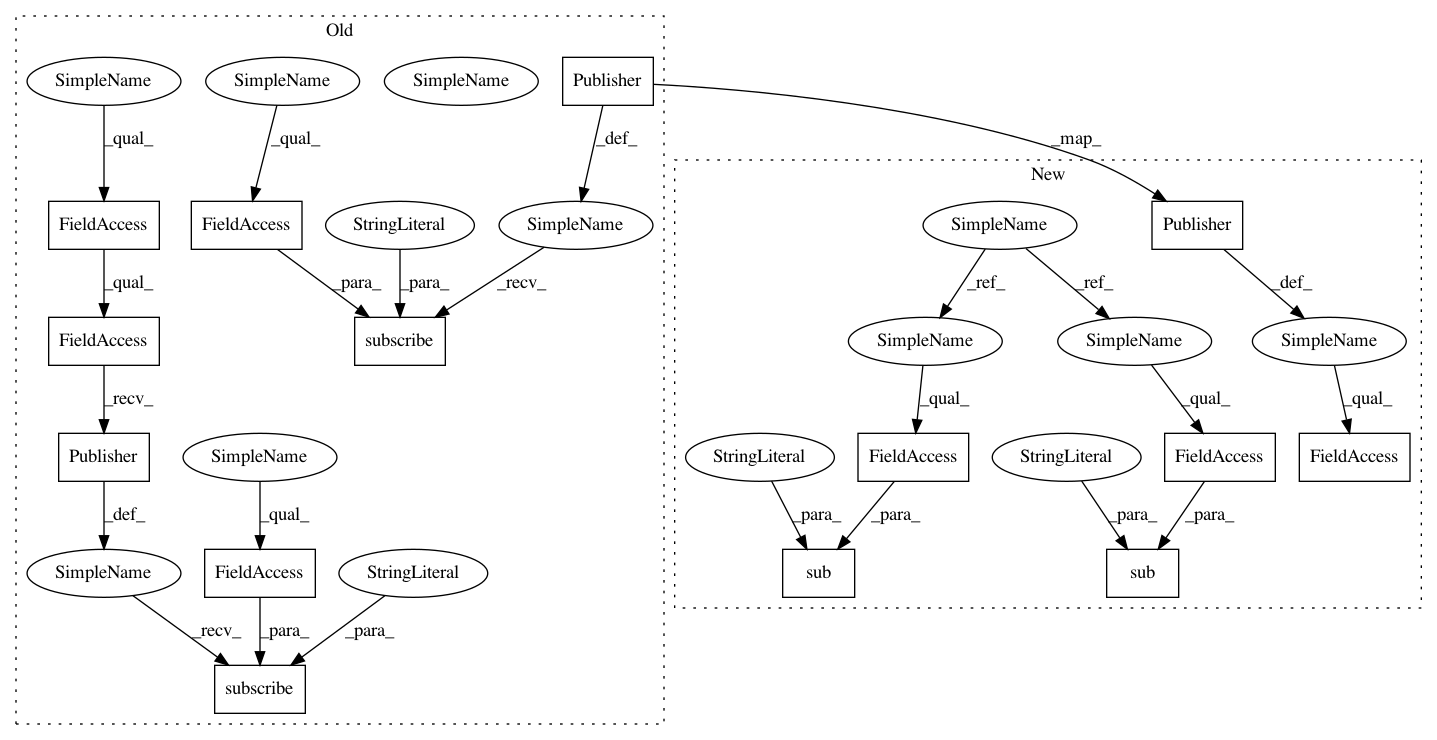 Old
SimpleName
SimpleName
SimpleName
Publisher
_qual_
_qual_
_def_
_map_
New
FieldAccess
FieldAccess
StringLiteral
SimpleName
SimpleName
Publisher
_qual_
_para_
_para_
_recv_
_ref_
_ref_
_def_
FieldAccess
subscribe
SimpleName
SimpleName
SimpleName
_recv_
_qual_
_qual_
_qual_
Publisher
SimpleName
StringLiteral
FieldAccess
StringLiteral
FieldAccess
FieldAccess
_def_
_qual_
_para_
_para_
_para_
_para_
SimpleName
FieldAccess
StringLiteral
sub
sub
_recv_
_para_
_para_
subscribe